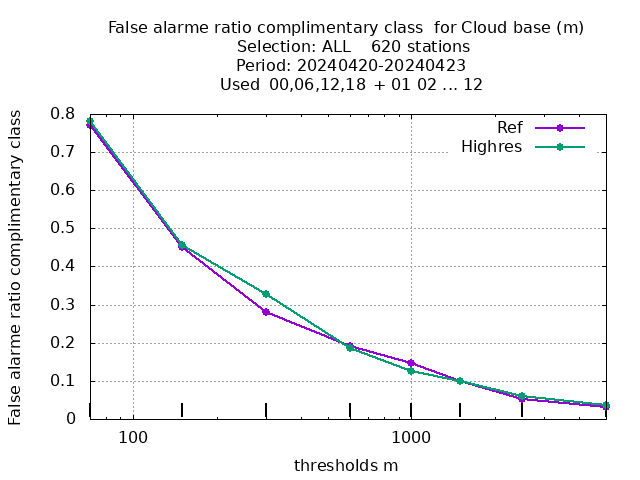 False alarme ratio complimentary class  for Cloud base (m)
Selection: ALL    620 stations
Period: 20240420-20240423
Used  00,06,12,18  + 01 02 ... 12
False alarme ratio complimentary class
0.8
0.7
0.6
0.5
0.4
0.3
0.2
0.1
0
Ref
Highres
100
1000
thresholds m